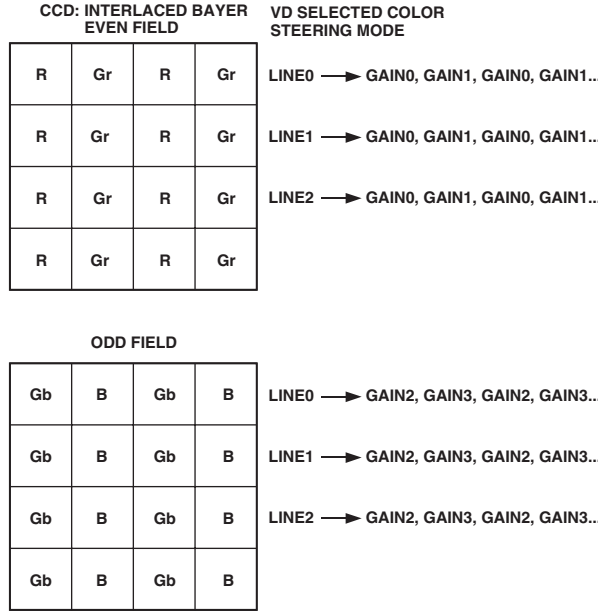 CCD: INTERLACED BAYER
EVEN FIELD
VD SELECTED COLOR
STEERING MODE
R Gr R Gr
LINE0 GAIN0, GAIN1, GAIN0, GAIN1...
R Gr R Gr
LINE1 GAIN0, GAIN1, GAIN0, GAIN1...
R Gr R Gr
LINE2 GAIN0, GAIN1, GAIN0, GAIN1...
R Gr R Gr
ODD FIELD
Gb B Gb B
LINE0 GAIN2, GAIN3, GAIN2, GAIN3...
Gb B Gb B
LINE1 GAIN2, GAIN3, GAIN2, GAIN3...
Gb B Gb B
LINE2 GAIN2, GAIN3, GAIN2, GAIN3...
Gb B Gb B